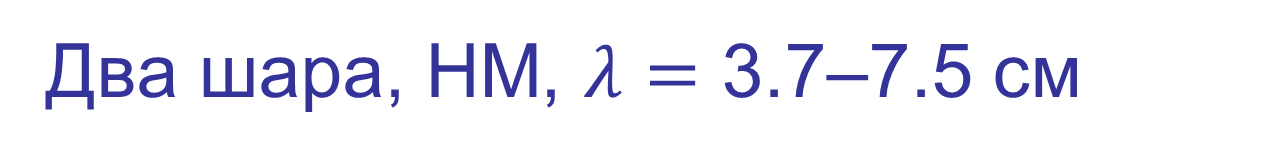 Два шара, НМ, λ = 3.7–7.5 см